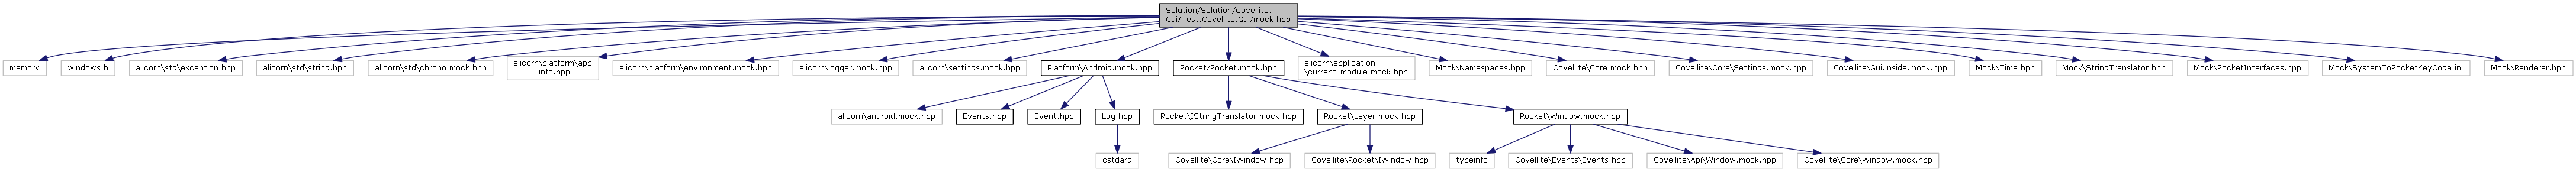 Solution/Solution/Covellite.
Gui/Test.Covellite.Gui/mock.hpp
memory
windows.h
alicorn\std\exception.hpp
alicorn\std\string.hpp
alicorn\std\chrono.mock.hpp
alicorn\platform\app
-info.hpp
alicorn\platform\environment.mock.hpp
alicorn\logger.mock.hpp
alicorn\settings.mock.hpp
Platform/Android.mock.hpp
Rocket/Rocket.mock.hpp
alicorn\application
\current-module.mock.hpp
Mock\Namespaces.hpp
Covellite\Core.mock.hpp
Covellite\Core\Settings.mock.hpp
Covellite\Gui.inside.mock.hpp
Mock\Time.hpp
Mock\StringTranslator.hpp
Mock\RocketInterfaces.hpp
Mock\SystemToRocketKeyCode.inl
Mock\Renderer.hpp
alicorn\android.mock.hpp
Events.hpp
Event.hpp
Log.hpp
Rocket\IStringTranslator.mock.hpp
Rocket\Layer.mock.hpp
Rocket\Window.mock.hpp
cstdarg
Covellite\Core\IWindow.hpp
Covellite\Rocket\IWindow.hpp
typeinfo
Covellite\Events\Events.hpp
Covellite\Api\Window.mock.hpp
Covellite\Core\Window.mock.hpp